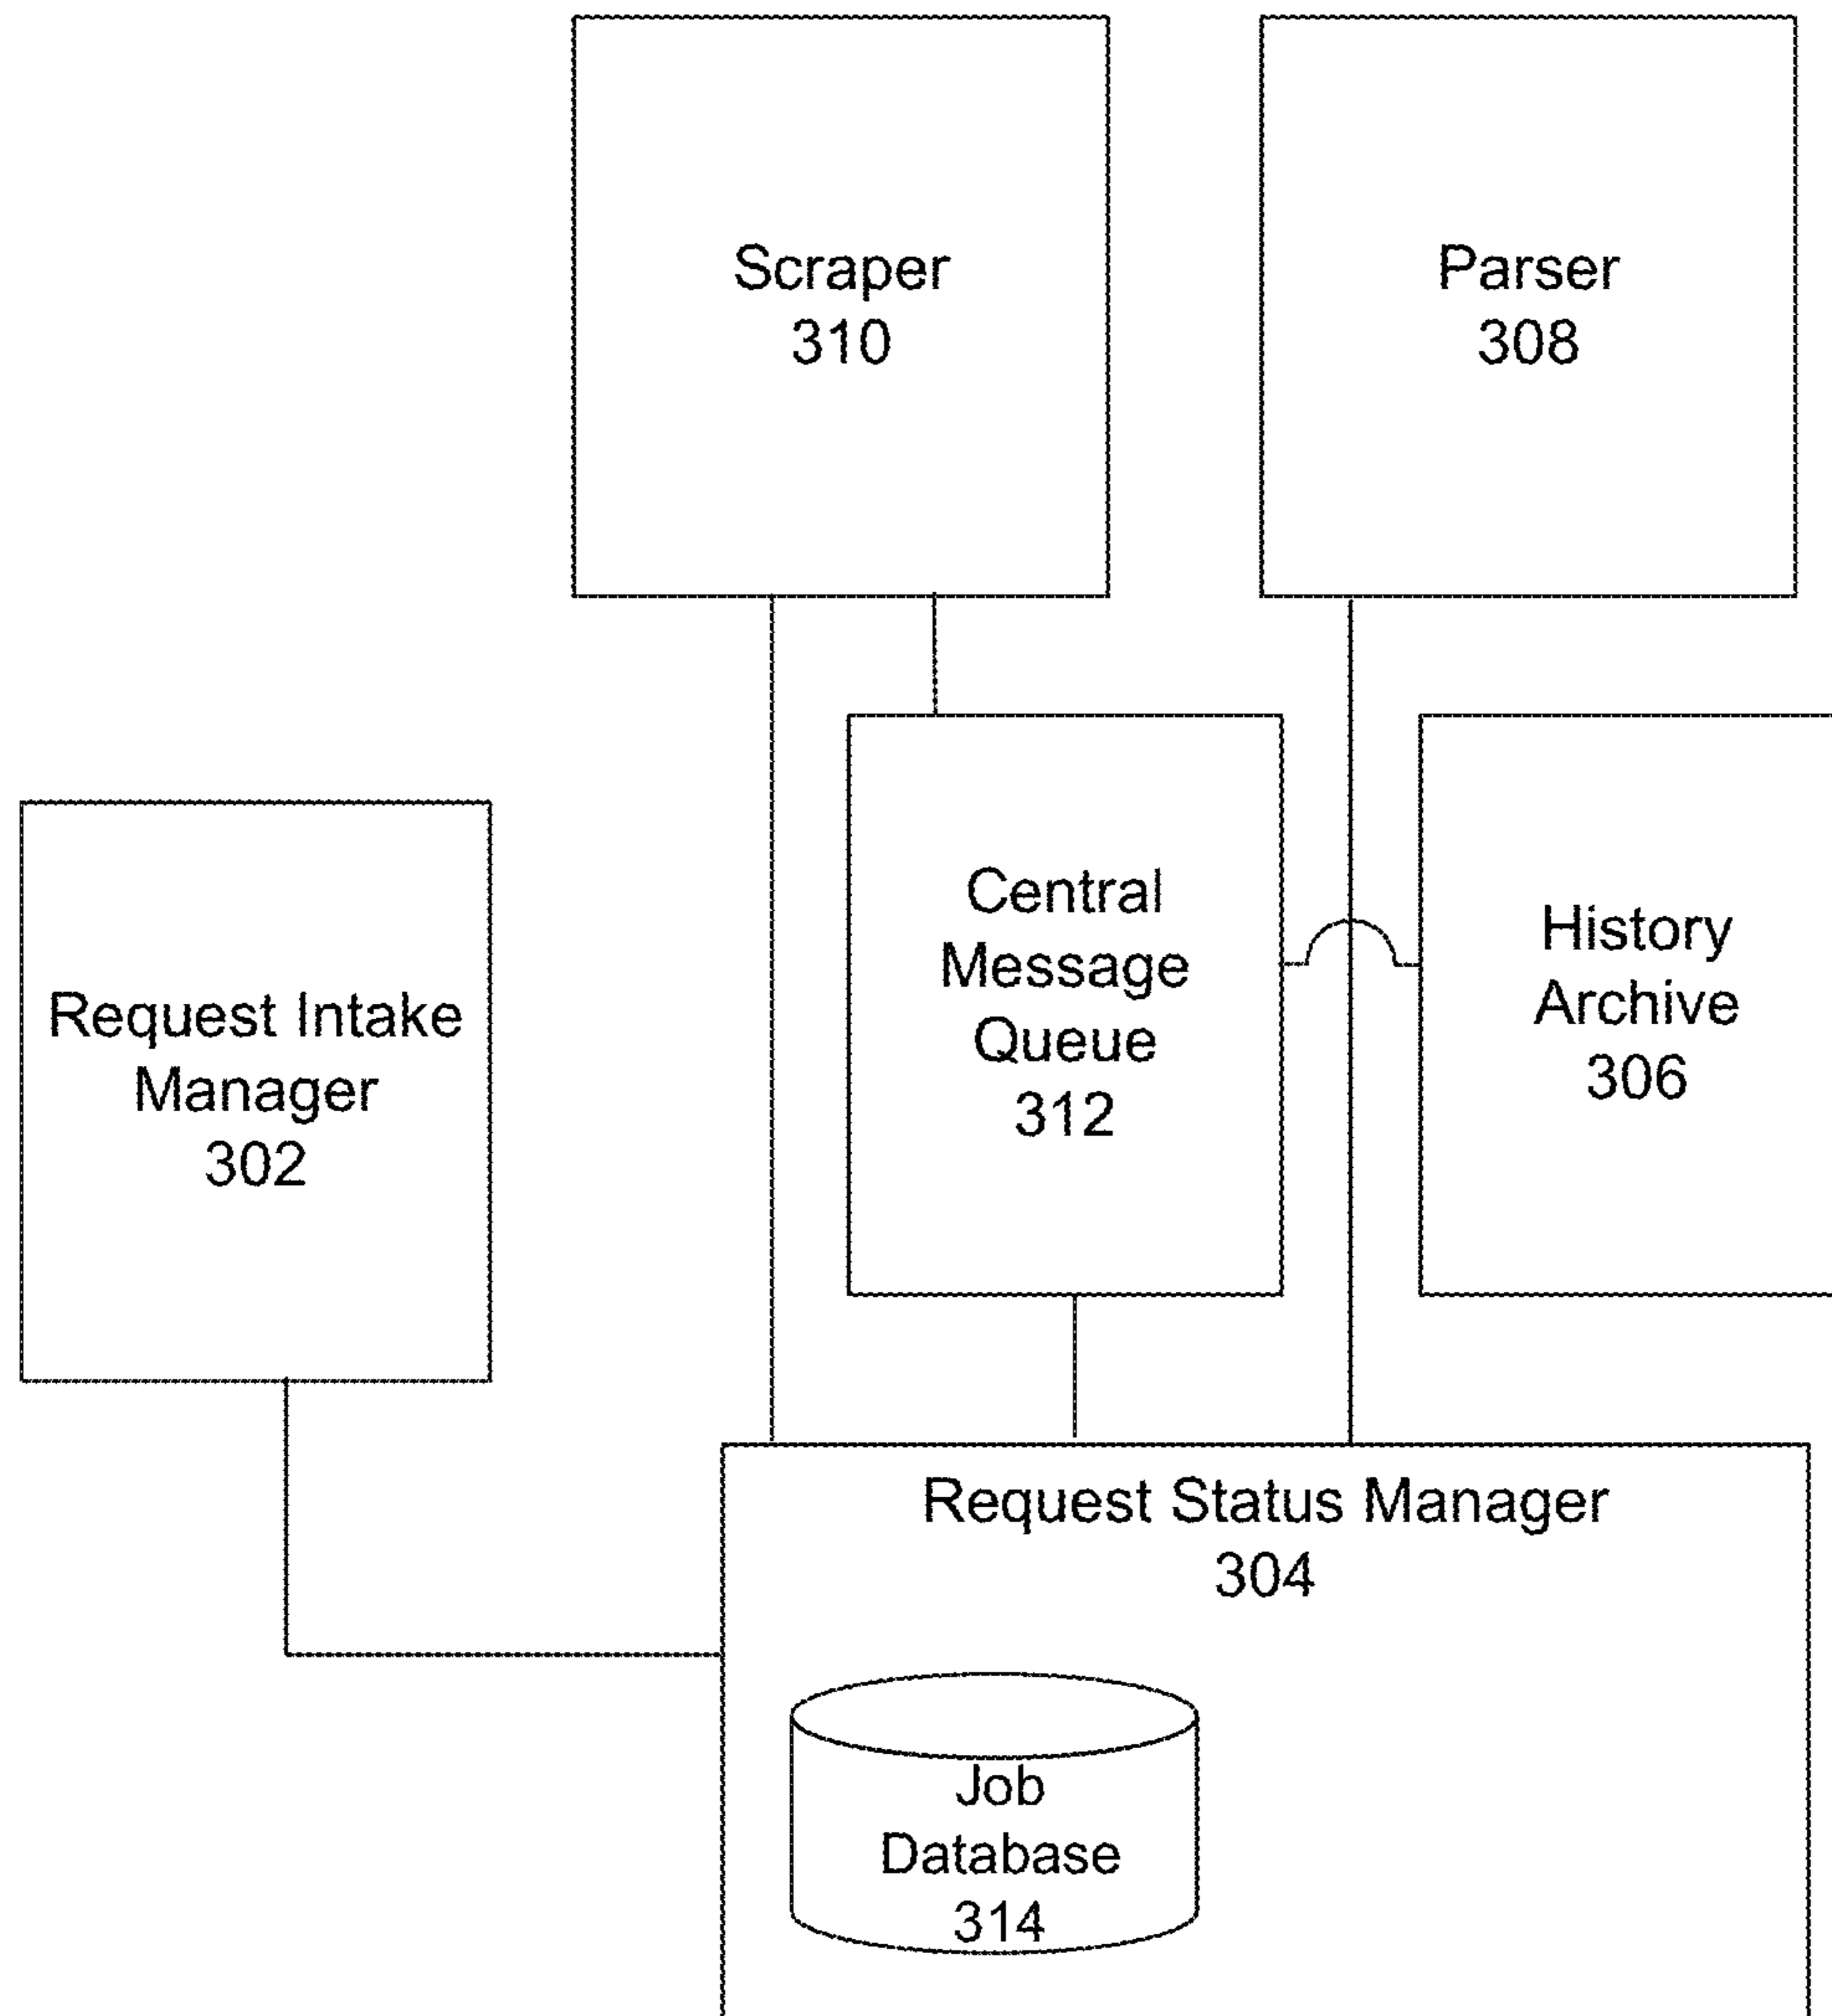 Scraper
310
Parser
308
Request Intake
Manager
302
Central
Message
Queue
312
History
Archive
306
Request Status Manager
304
Job
Database
314